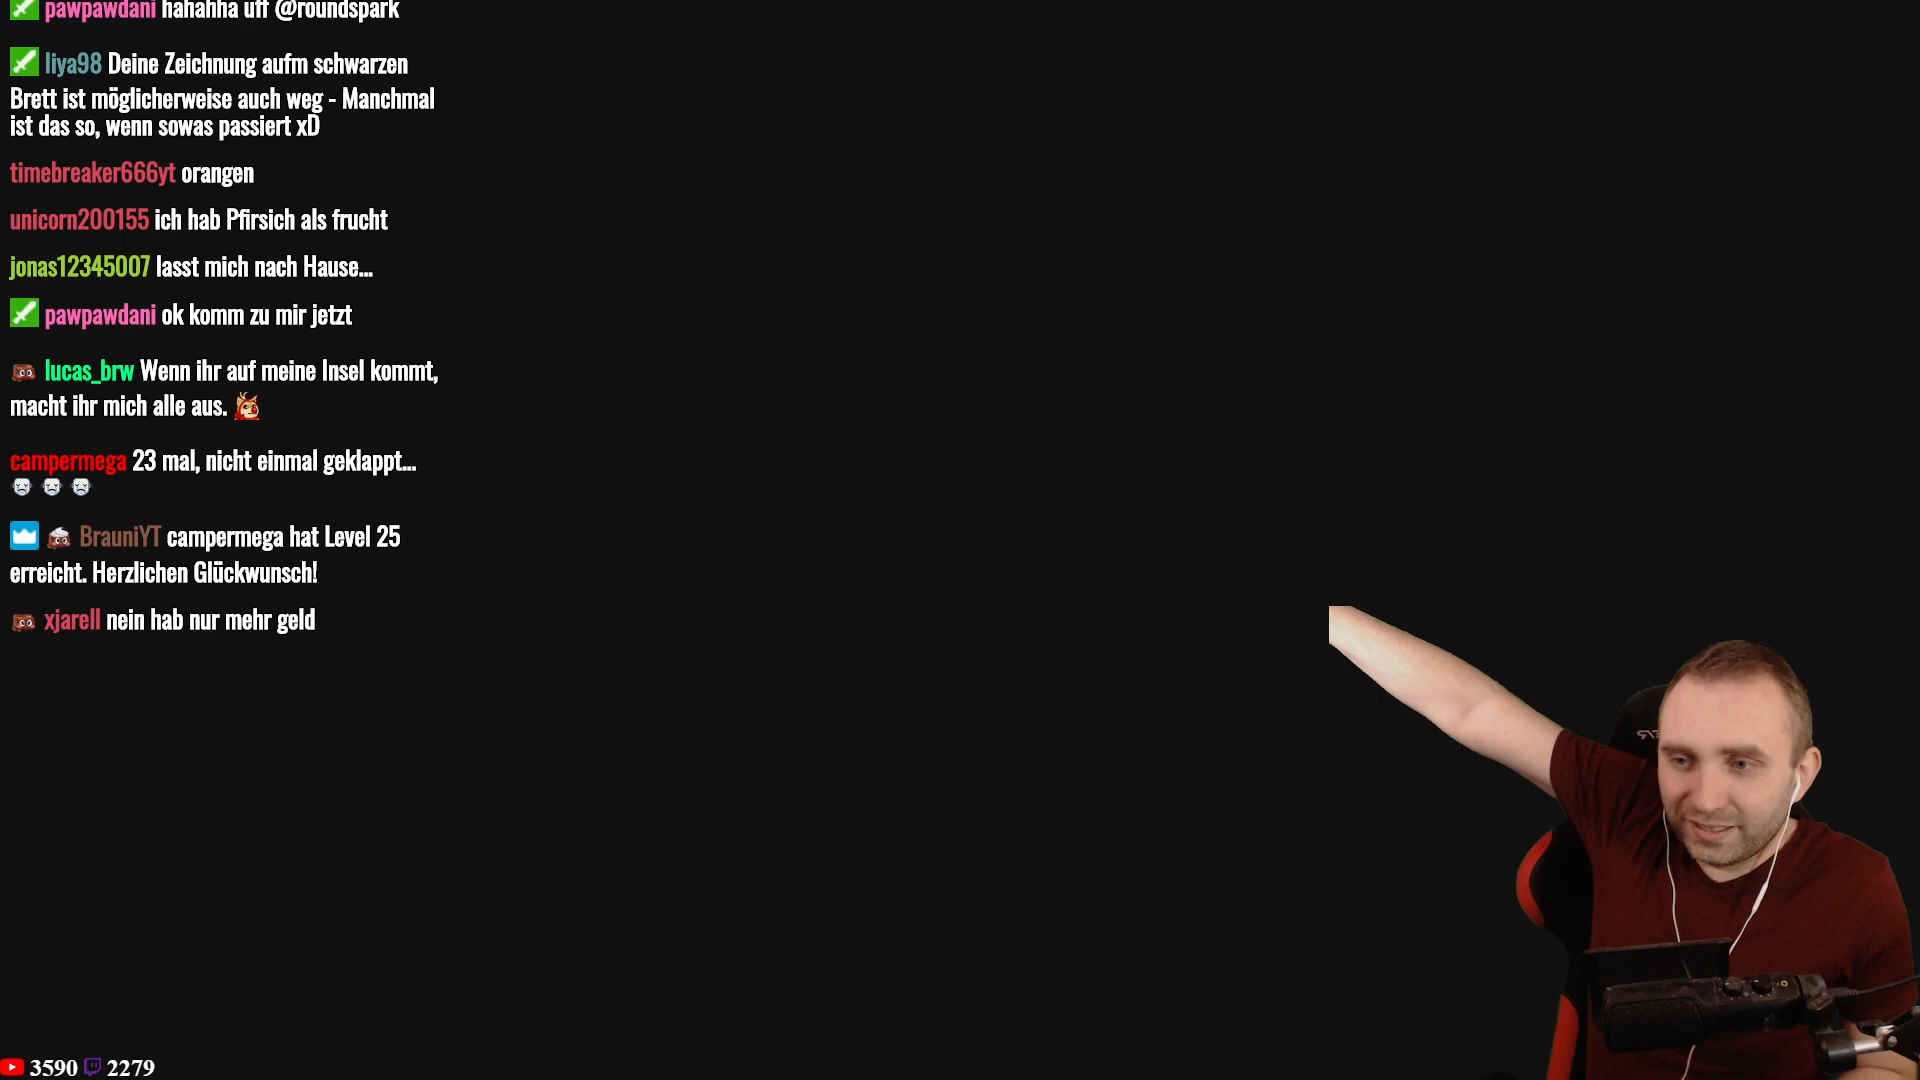 pawpawdani hahahha uff @roundspark
liya98 Deine Zeichnung aufm schwarzen
Brett ist möglicherweise auch weg - Manchmal
ist das so, wenn sowas passiert xD
timebreaker666yt orangen
unicorn200155 ich hab Pfirsich als frucht
jonas12345007 lasst mich nach Hause...
pawpawdani ok komm zu mir jetzt
lucas_brw Wenn ihr auf meine Insel kommt,
macht ihr mich alle aus.
campermega 23 mal, nicht einmal geklappt...
BrauniYT campermega hat Level 25
erreicht. Herzlichen Glückwunsch!
xjarell nein hab nur mehr geld
3590 2279